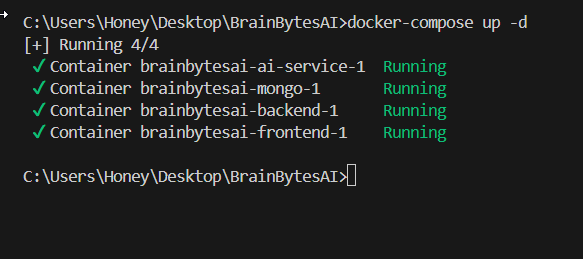 C:\Users\Honey\Desktop\BrainBytesAI>docker-compose up -d
[+] Running 4/4
✓ Container brainbytesai-ai-service-1 Running
✓ Container brainbytesai-mongo-1 Running
✓ Container brainbytesai-backend-1 Running
✓ Container brainbytesai-frontend-1 Running
C:\Users\Honey\Desktop\BrainBytesAI>